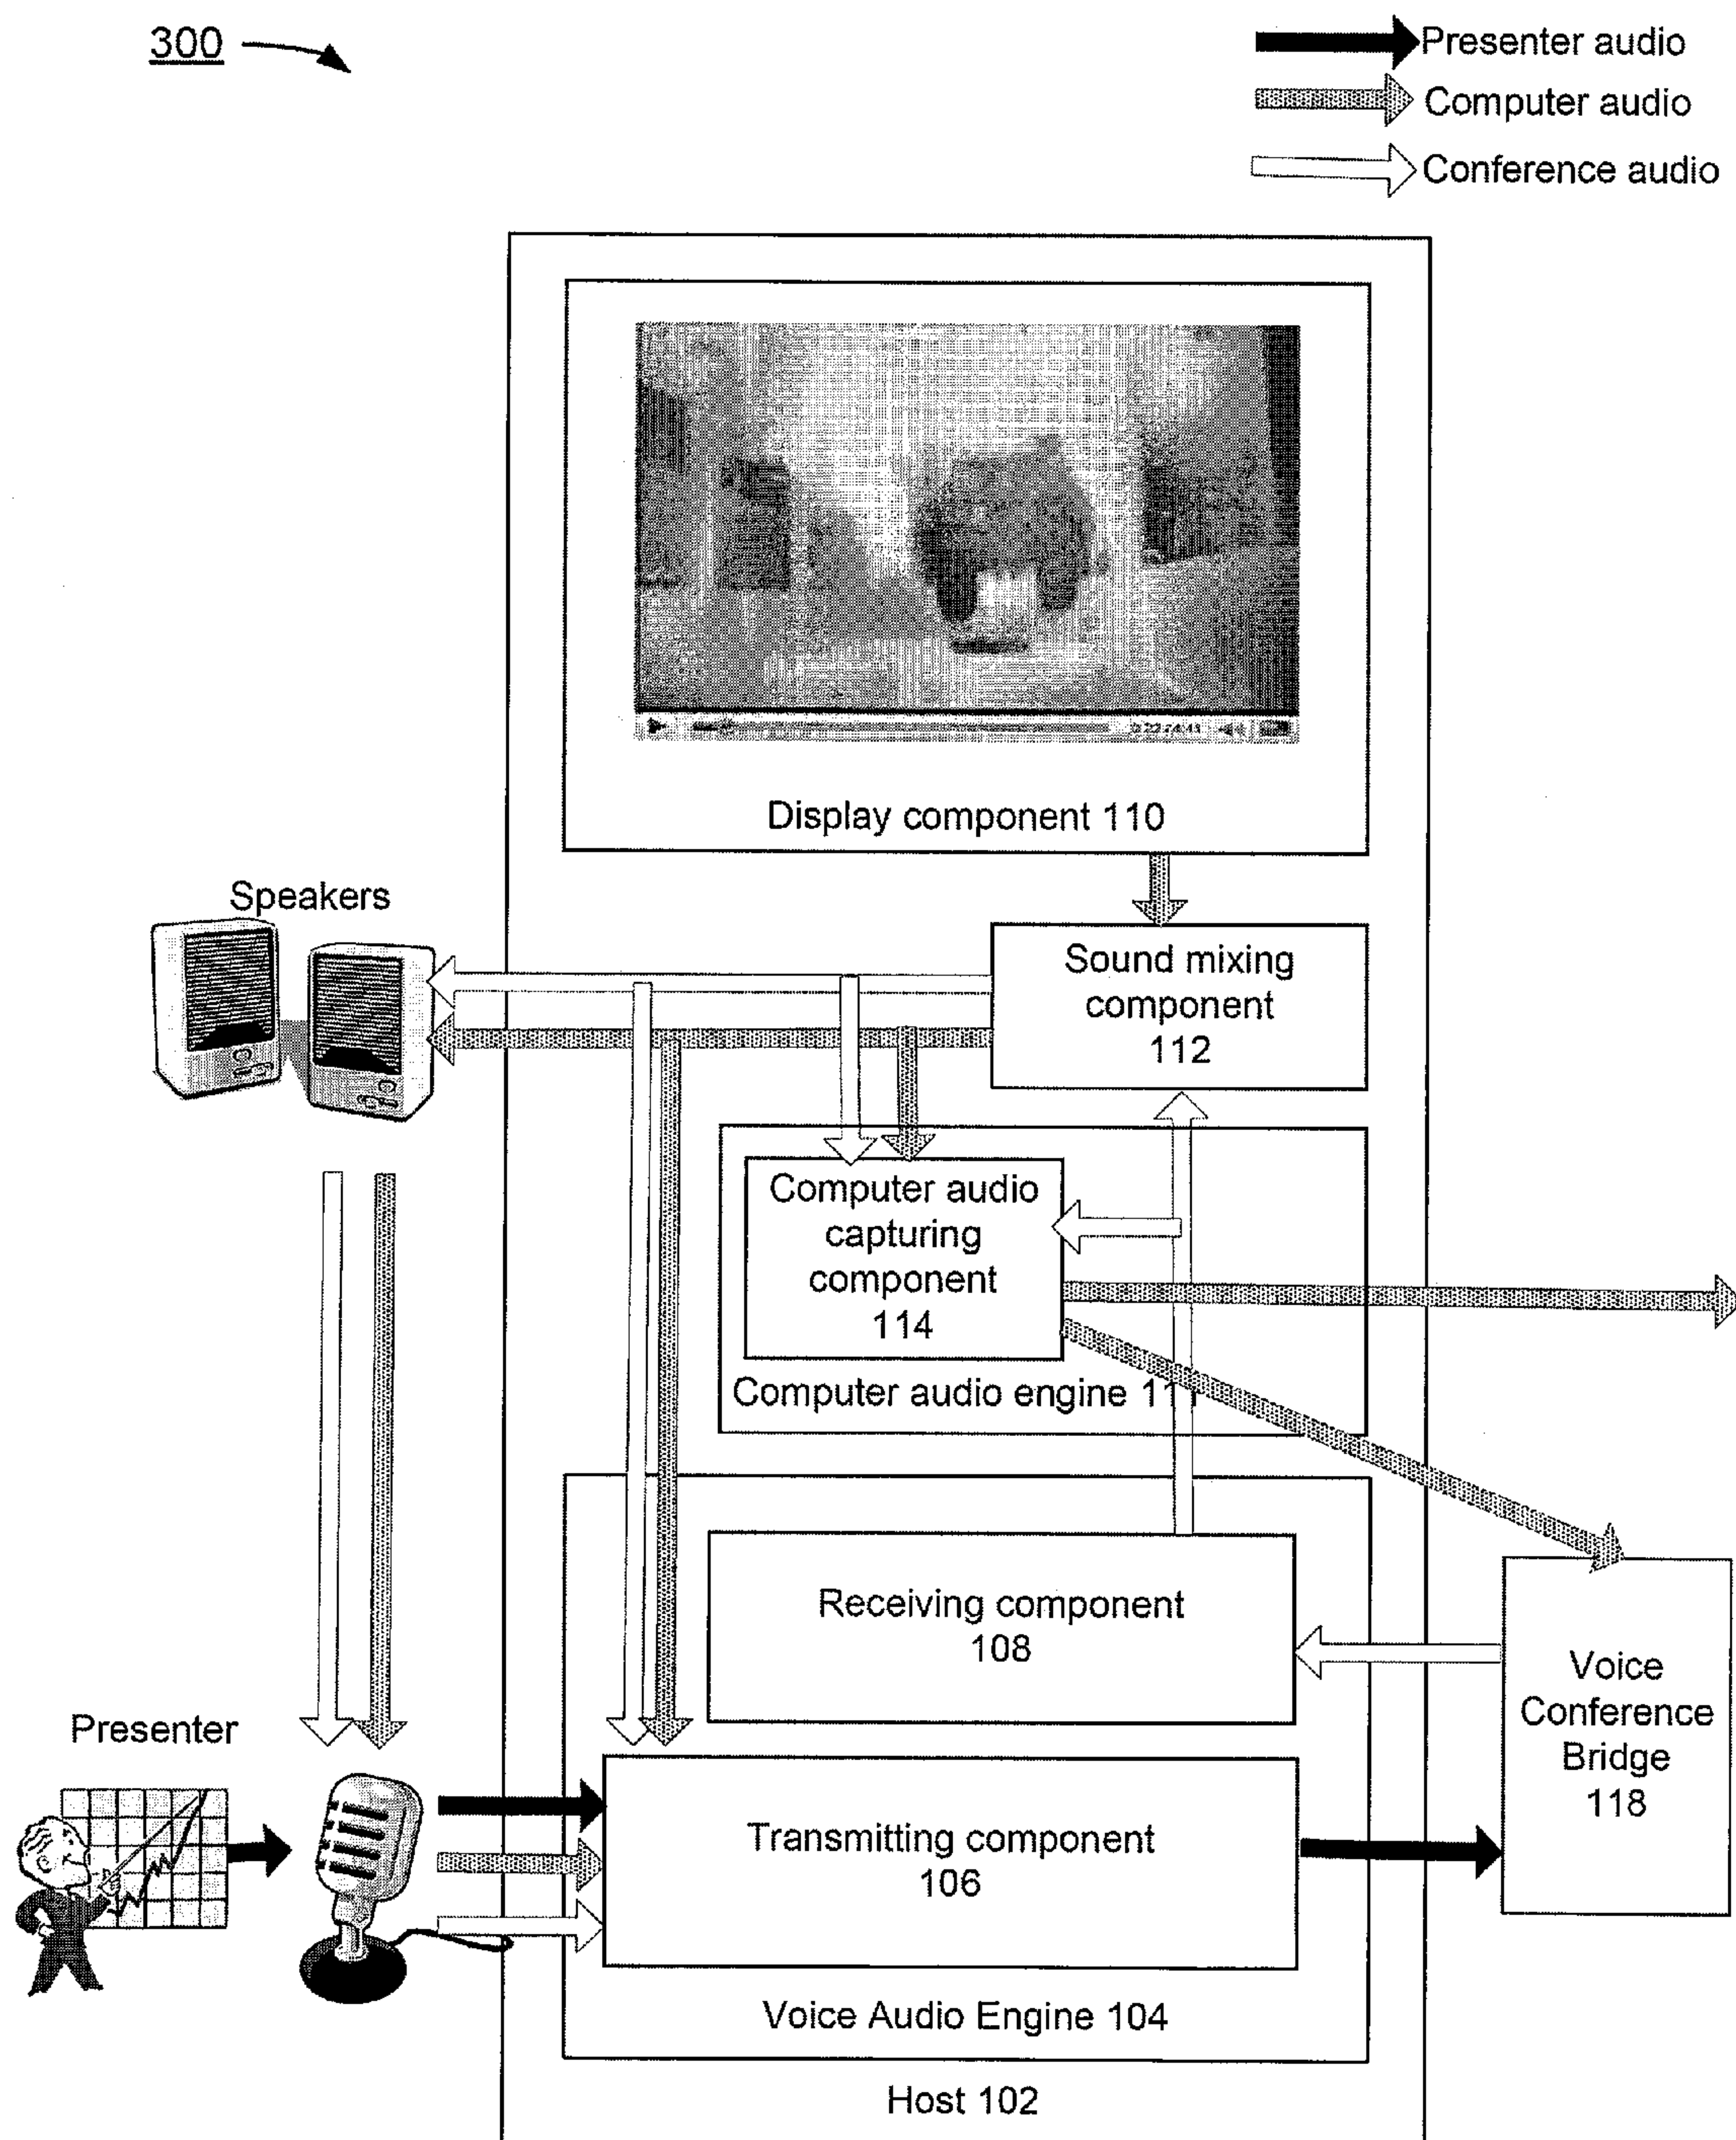 300
Presenter audio
Computer audio
Conference audio
Display component 110
Speakers
Sound mixing
component
112
Computer audio
capturing
component
114
Computer audio engine 111
Receiving component
108
Voice
Conference
Bridge
118
Presenter
Transmitting component
106
Voice Audio Engine 104
Host 102